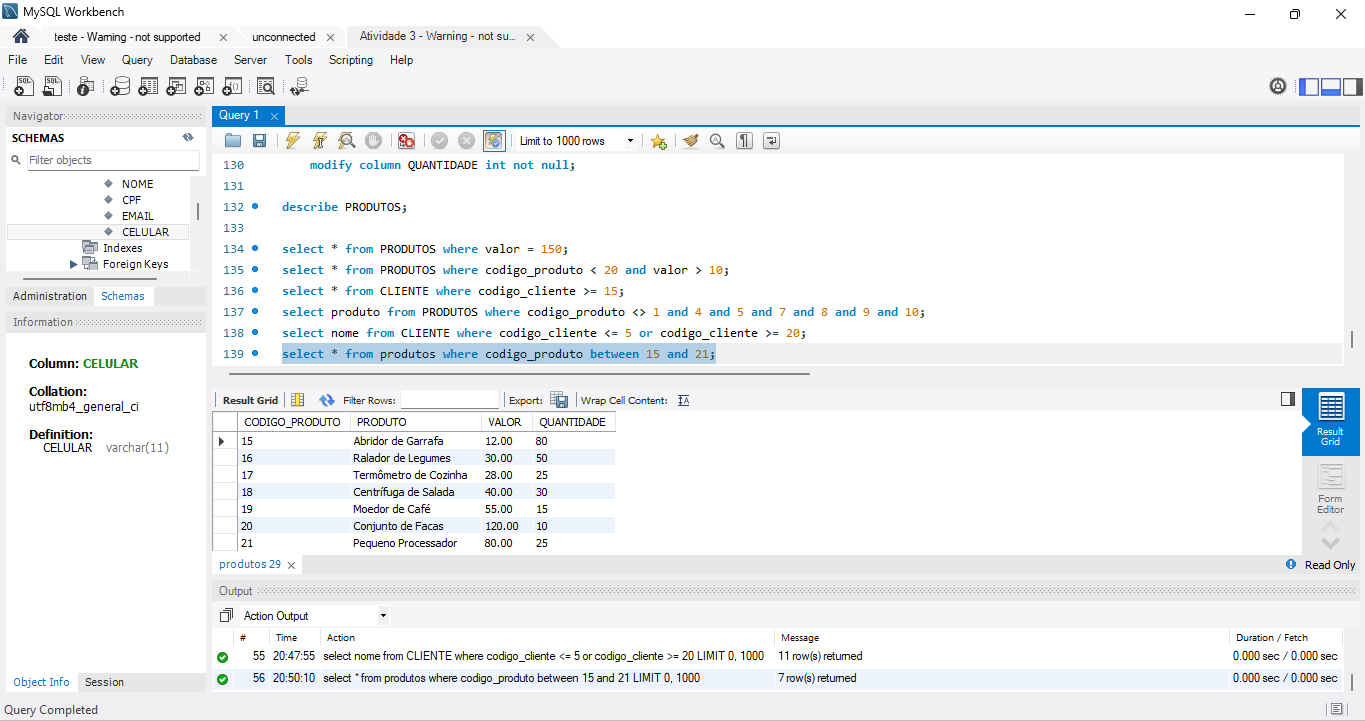 MySQL Workbench
teste - Warning - not supported
unconnected
Atividade 3 - Warning - not su...
File Edit View Query Database Server Tools Scripting Help
Navigator
SCHEMAS
Filter objects
NOME
CPF
EMAIL
CELULAR
Indexes
Foreign Keys
Administration Schemas
Information
Column: CELULAR
Collation:
utf8mb4_general_ci
Definition:
CELULAR varchar(11)
Object Info Session
Query 1
Limit to 1000 rows
130 modify column QUANTIDADE int not null;
131
132 describe PRODUTOS;
133
134 select * from PRODUTOS where valor = 150;
135 select * from PRODUTOS where codigo_produto < 20 and valor > 10;
136 select * from CLIENTE where codigo_cliente >= 15;
137 select produto from PRODUTOS where codigo_produto <> 1 and 4 and 5 and 7 and 8 and 9 and 10;
138 select nome from CLIENTE where codigo_cliente <= 5 or codigo_cliente >= 20;
139 select * from produtos where codigo_produto between 15 and 21;
Result Grid Filter Rows: Export: Wrap Cell Content:
CODIGO_PRODUTO PRODUTO VALOR QUANTIDADE
15 Abridor de Garrafa 12.00 80
16 Ralador de Legumes 30.00 50
17 Termômetro de Cozinha 28.00 25
18 Centrífuga de Salada 40.00 30
19 Moedor de Café 55.00 15
20 Conjunto de Facas 120.00 10
21 Pequeno Processador 80.00 25
Result
Grid
Form
Editor
produtos 29
Read Only
Output
Action Output
# Time Action Message Duration / Fetch
55 20:47:55 select nome from CLIENTE where codigo_cliente <= 5 or codigo_cliente >= 20 LIMIT 0, 1000 11 row(s) returned 0.000 sec / 0.000 sec
56 20:50:10 select * from produtos where codigo_produto between 15 and 21 LIMIT 0, 1000 7 row(s) returned 0.000 sec / 0.000 sec
Query Completed